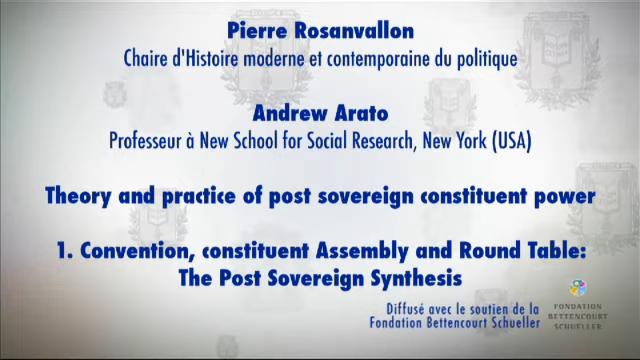 Pierre Rosanvallon
Chaire d'Histoire moderne et contemporaine du politique
Andrew Arato
Professeur à New School for Social Research, New York (USA)
Theory and practice of post sovereign constituent power
1. Convention, constituent Assembly and Round Table:
The Post Sovereign Synthesis
Diffusé avec le soutien de la
Fondation Bettencourt Schueller
FONDATION
BETTENCOURT
SCHUELLER